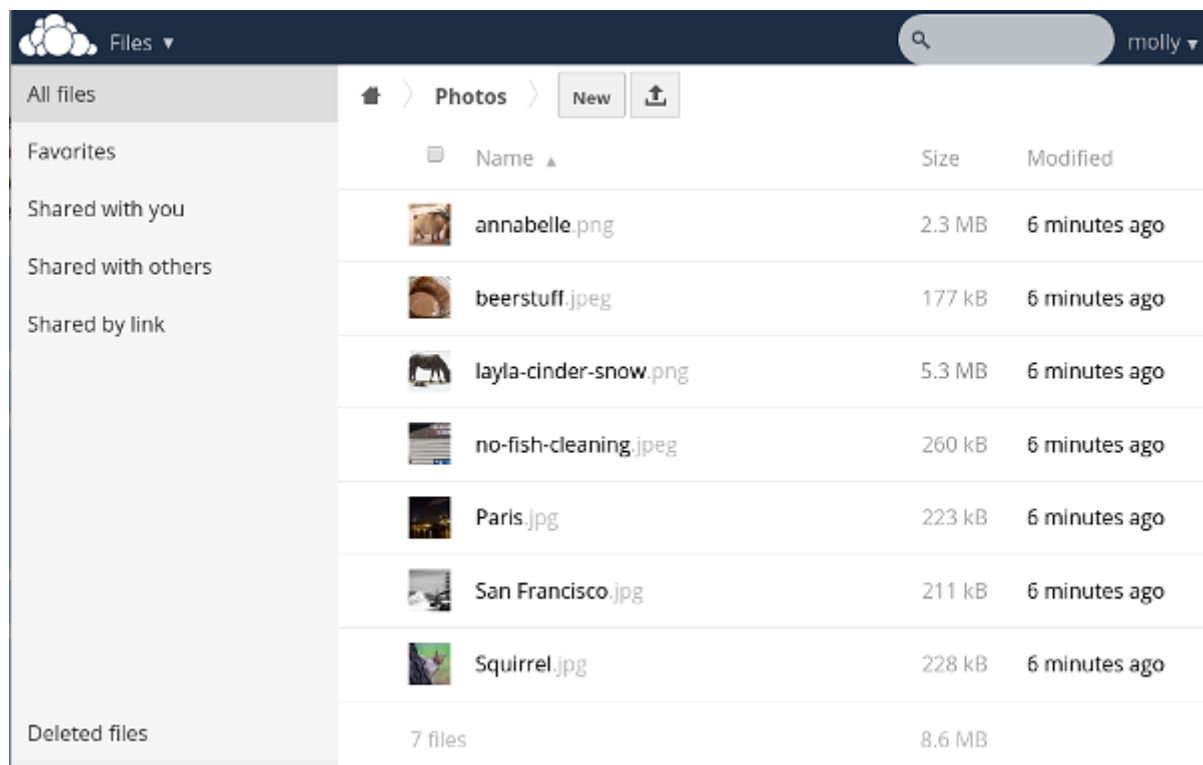 Files ▾ molly ▾
All files
Favorites
Shared with you
Shared with others
Shared by link
Deleted files
Photos New
Name ▴ Size Modified
annabelle.png 2.3 MB 6 minutes ago
beerstuff.jpeg 177 kB 6 minutes ago
layla-cinder-snow.png 5.3 MB 6 minutes ago
no-fish-cleaning.jpeg 260 kB 6 minutes ago
Paris.jpg 223 kB 6 minutes ago
San Francisco.jpg 211 kB 6 minutes ago
Squirrel.jpg 228 kB 6 minutes ago
7 files 8.6 MB